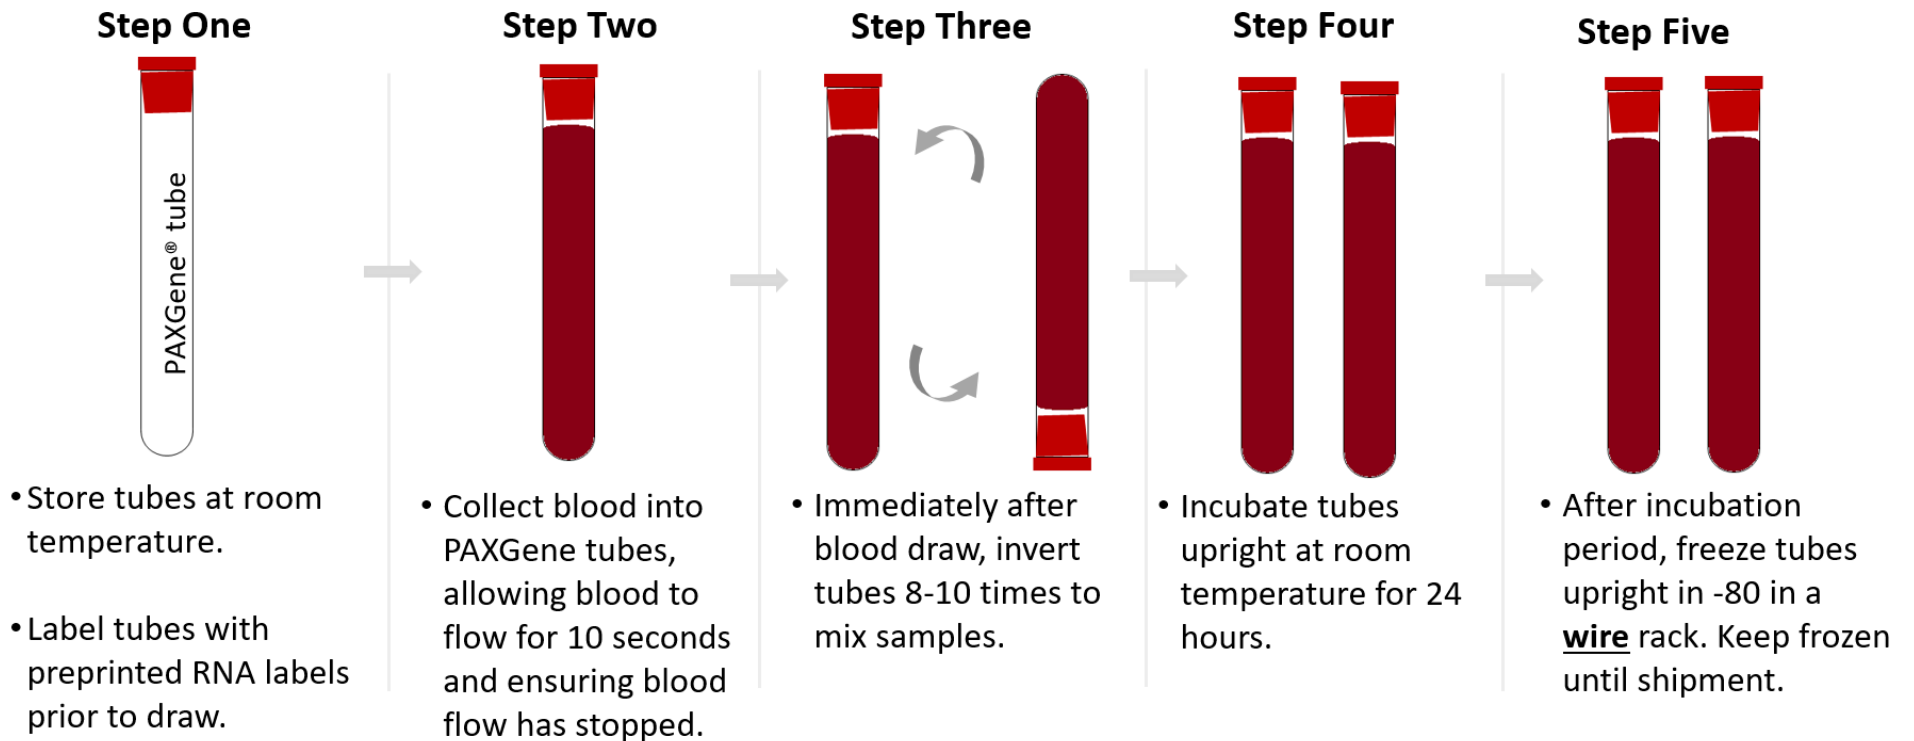 Step One
PAXGene® tube
• Store tubes at room
temperature.
• Label tubes with
preprinted RNA labels
prior to draw.
Step Two
• Collect blood into
PAXGene tubes,
allowing blood to
flow for 10 seconds
and ensuring blood
flow has stopped.
Step Three
• Immediately after
blood draw, invert
tubes 8-10 times to
mix samples.
Step Four
• Incubate tubes
upright at room
temperature for 24
hours.
Step Five
• After incubation
period, freeze tubes
upright in -80 in a
wire rack. Keep frozen
until shipment.